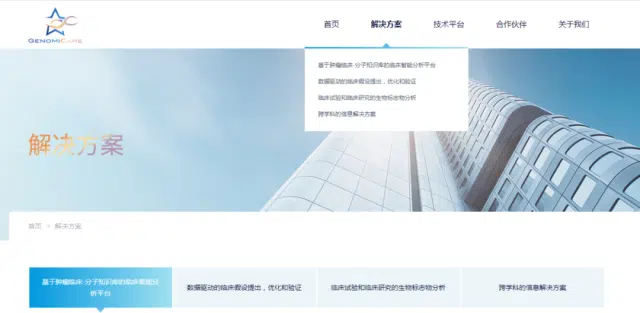 GENOMICARE
首页
解决方案
技术平台
合作伙伴
关于我们
基于肿瘤临床-分子知识库的临床智能分析平台
数据驱动的临床假设提出，优化和验证
临床试验和临床研究的生物标志物分析
跨学科的信息解决方案
解决方案
首页 > 解决方案
基于肿瘤临床-分子知识库的临床智能分
析平台
数据驱动的临床假设提出，优化和验证
临床试验和临床研究的生物标志物分析
跨学科的信息解决方案